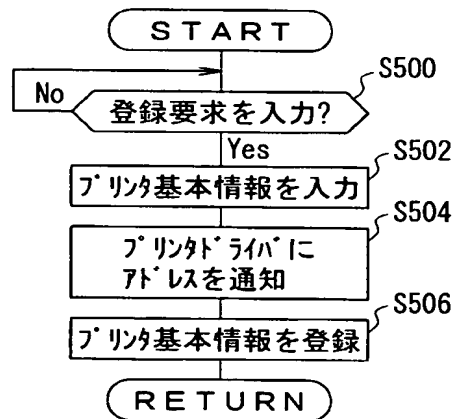 START
S500
No
登録要求を入力?
Yes
S502
プリンタ基本情報を入力
S504
プリンタドライバに
アドレスを通知
S506
プリンタ基本情報を登録
RETURN